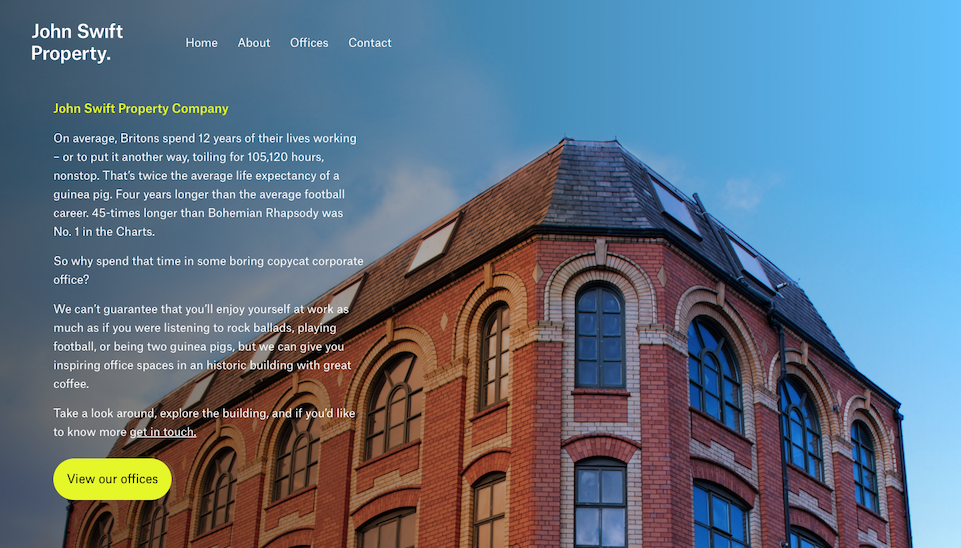 John Swift
Property.
Home About Offices Contact
John Swift Property Company
On average, Britons spend 12 years of their lives working
– or to put it another way, toiling for 105,120 hours,
nonstop. That’s twice the average life expectancy of a
guinea pig. Four years longer than the average football
career. 45-times longer than Bohemian Rhapsody was
No. 1 in the Charts.
So why spend that time in some boring copycat corporate
office?
We can’t guarantee that you’ll enjoy yourself at work as
much as if you were listening to rock ballads, playing
football, or being two guinea pigs, but we can give you
inspiring office spaces in an historic building with great
coffee.
Take a look around, explore the building, and if you’d like
to know more get in touch.
View our offices